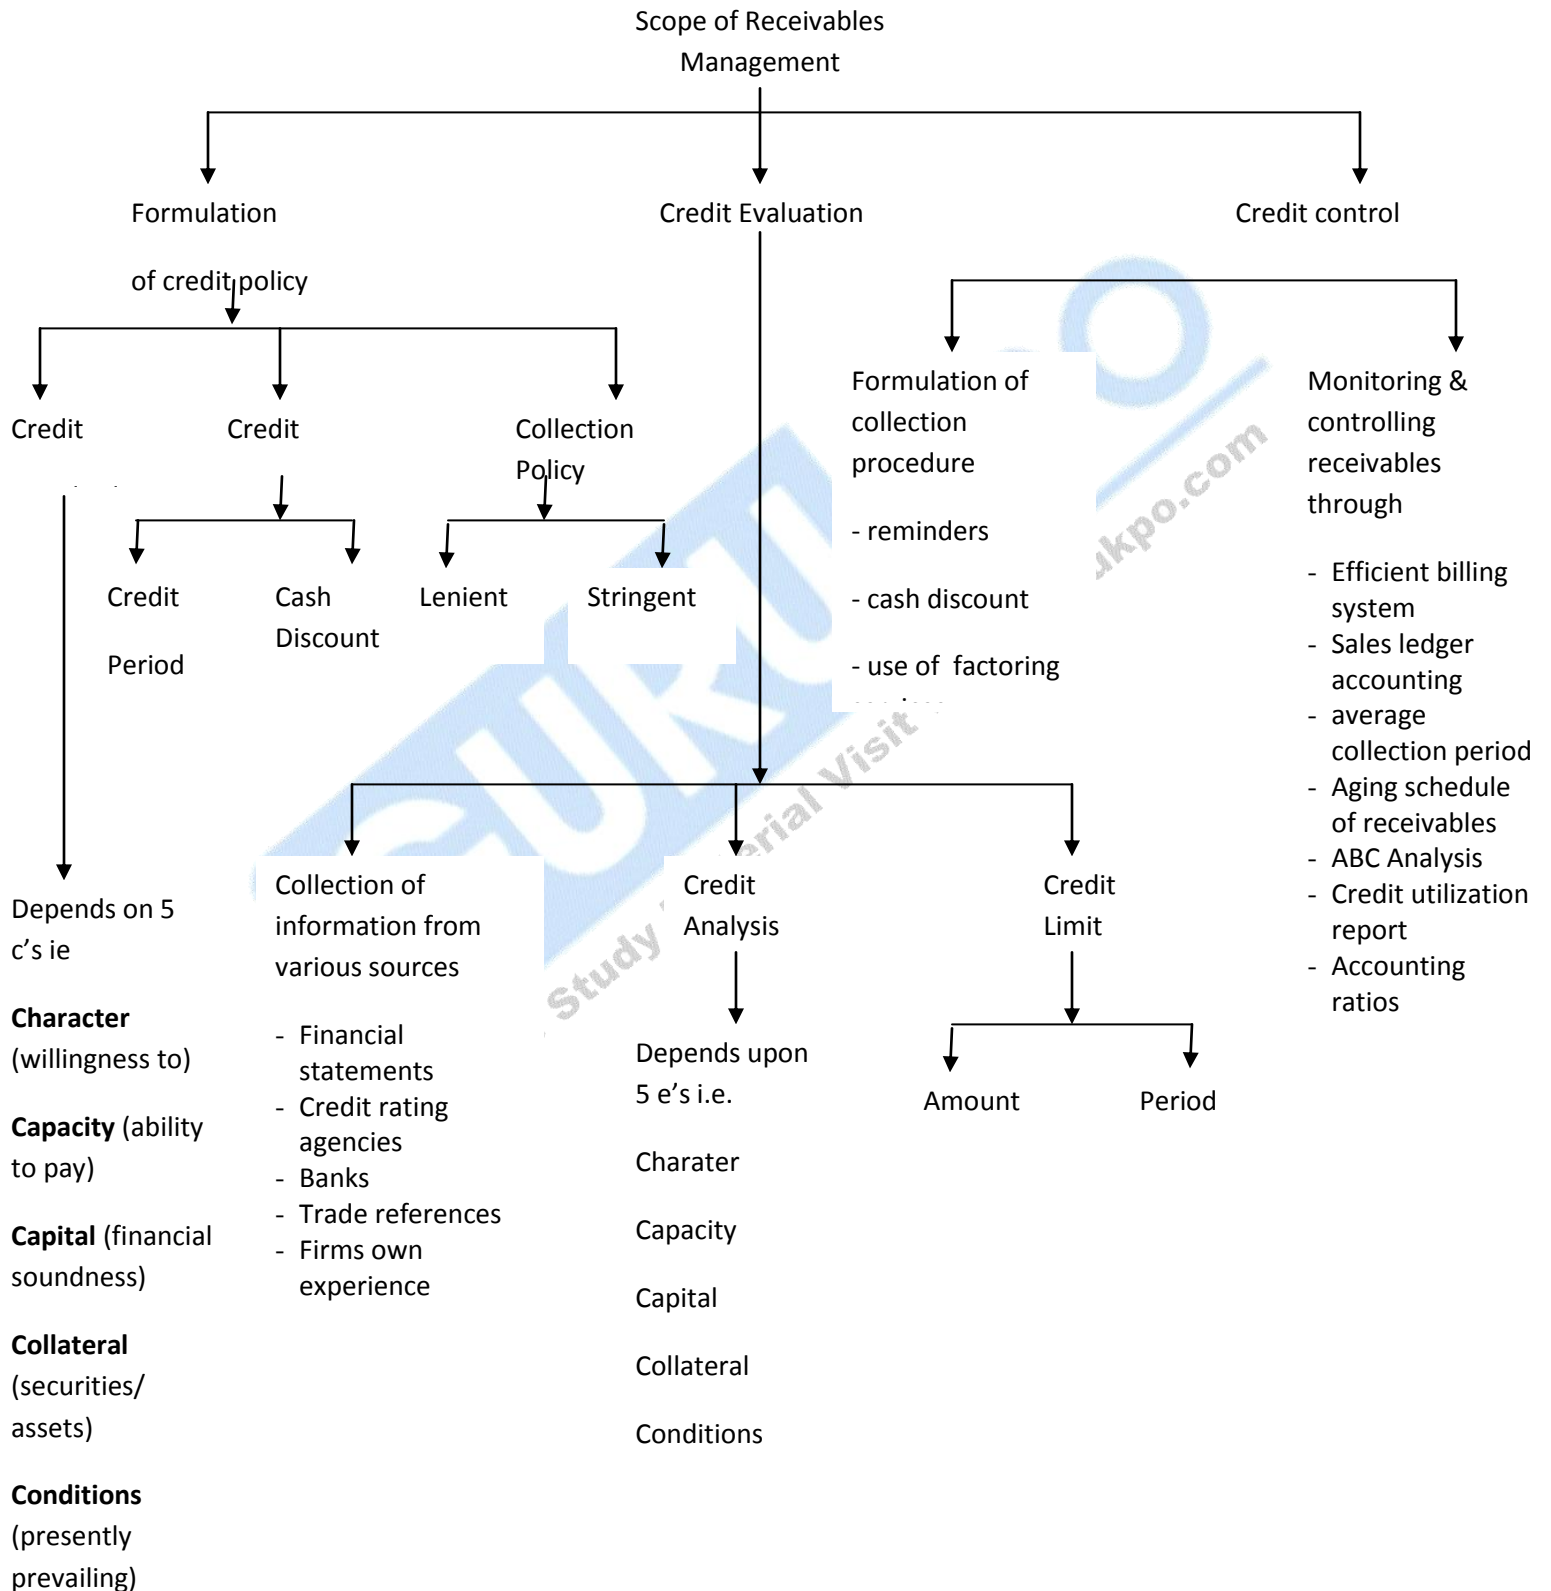 Scope of Receivables
Management
Formulation
of credit policy
Credit Evaluation
Credit control
Credit
Credit
Collection
Policy
Credit
Period
Cash
Discount
Lenient
Stringent
Depends on 5
c's ie
Character
(willingness to)
Capacity (ability
to pay)
Capital (financial
soundness)
Collateral
(securities/
assets)
Conditions
(presently
prevailing)
Collection of
information from
various sources
- Financial
statements
- Credit rating
agencies
- Banks
- Trade references
- Firms own
experience
Credit
Analysis
Depends upon
5 e's i.e.
Charater
Capacity
Capital
Collateral
Conditions
Credit
Limit
Amount
Period
Formulation of
collection
procedure
- reminders
- cash discount
- use of factoring
Monitoring &
controlling
receivables
through
- Efficient billing
system
- Sales ledger
accounting
- average
collection period
- Aging schedule
of receivables
- ABC Analysis
- Credit utilization
report
- Accounting
ratios
GURU
Study Visit